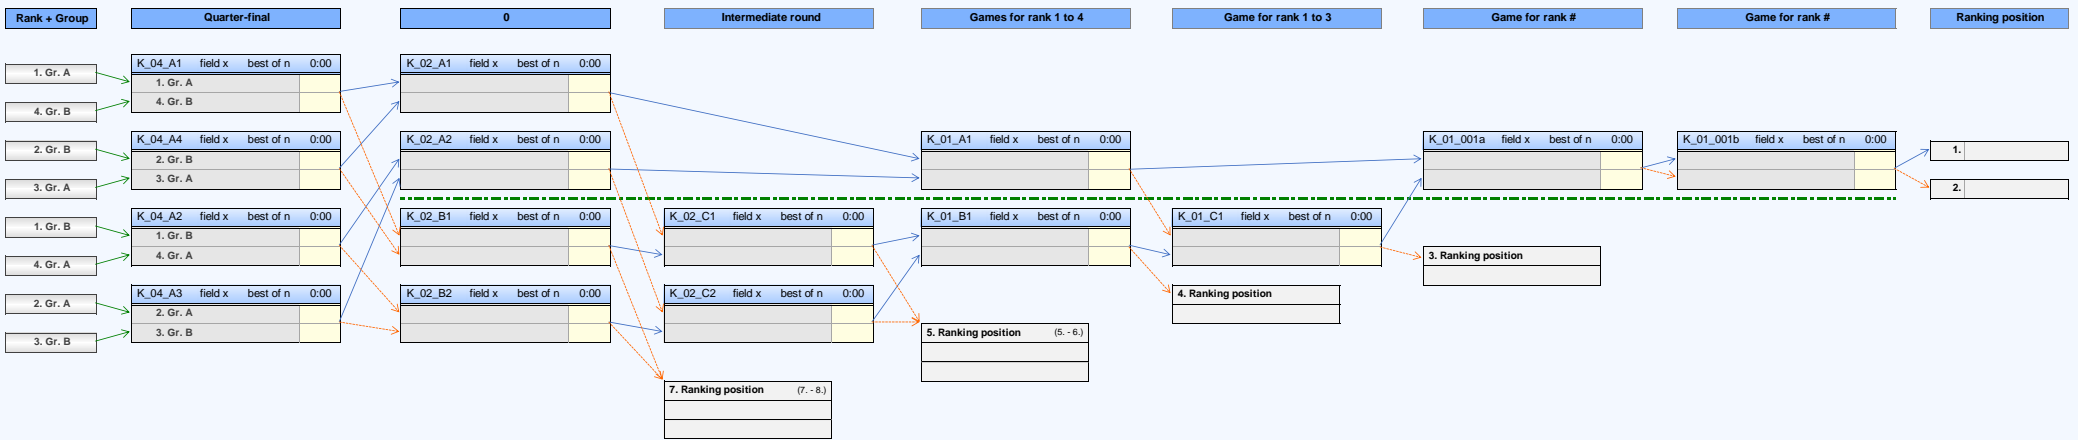 Rank + Group
Quarter-final
0
Intermediate round
Games for rank 1 to 4
Game for rank 1 to 3
Game for rank #
Game for rank #
Ranking position
1. Gr. A
4. Gr. B
2. Gr. B
3. Gr. A
1. Gr. B
4. Gr. A
2. Gr. A
3. Gr. B
K_04_A1 field x best of n 0:00
1. Gr. A
4. Gr. B
K_04_A4 field x best of n 0:00
2. Gr. B
3. Gr. A
K_04_A2 field x best of n 0:00
1. Gr. B
4. Gr. A
K_04_A3 field x best of n 0:00
2. Gr. A
3. Gr. B
K_02_A1 field x best of n 0:00
K_02_A2 field x best of n 0:00
K_02_B1 field x best of n 0:00
K_02_B2 field x best of n 0:00
K_02_C1 field x best of n 0:00
K_02_C2 field x best of n 0:00
7. Ranking position (7. - 8.)
K_01_A1 field x best of n 0:00
K_01_B1 field x best of n 0:00
5. Ranking position (5. - 6.)
K_01_C1 field x best of n 0:00
4. Ranking position
K_01_001a field x best of n 0:00
3. Ranking position
K_01_001b field x best of n 0:00
1.
2.